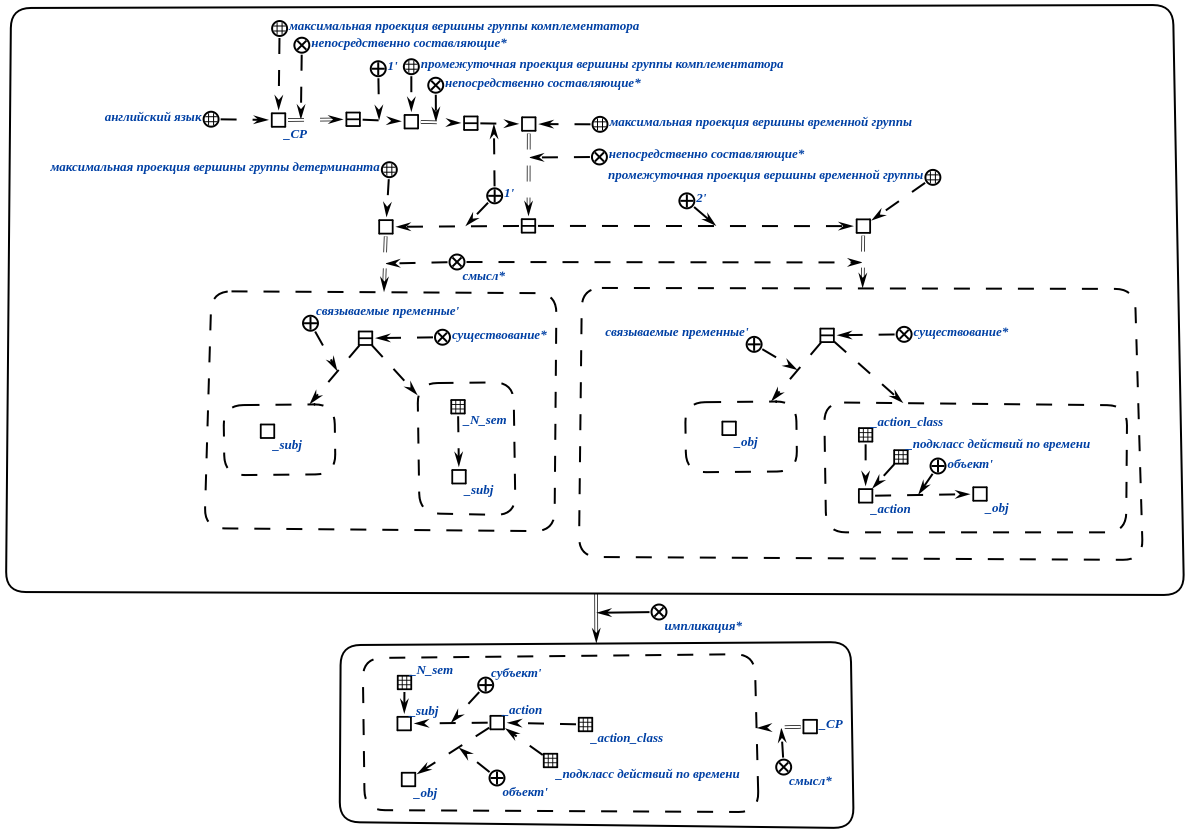 максимальная проекция вершины группы комплементатора
непосредственно составляющие*
1'
промежуточная проекция вершины группы комплементатора
непосредственно составляющие*
английский язык
_CP
максимальная проекция вершины временной группы
непосредственно составляющие*
максимальная проекция вершины группы детерминанта
промежуточная проекция вершины временной группы
1'
2'
смысл*
связываемые пременные'
существование*
связываемые пременные'
существование*
_N_sem
_subj
_subj
_obj
_action_class
_подкласс действий по времени
объект'
_action
_obj
импликация*
_N_sem
субъект'
_subj
_action
_action_class
_CP
_подкласс действий по времени
смысл*
_obj
объект'